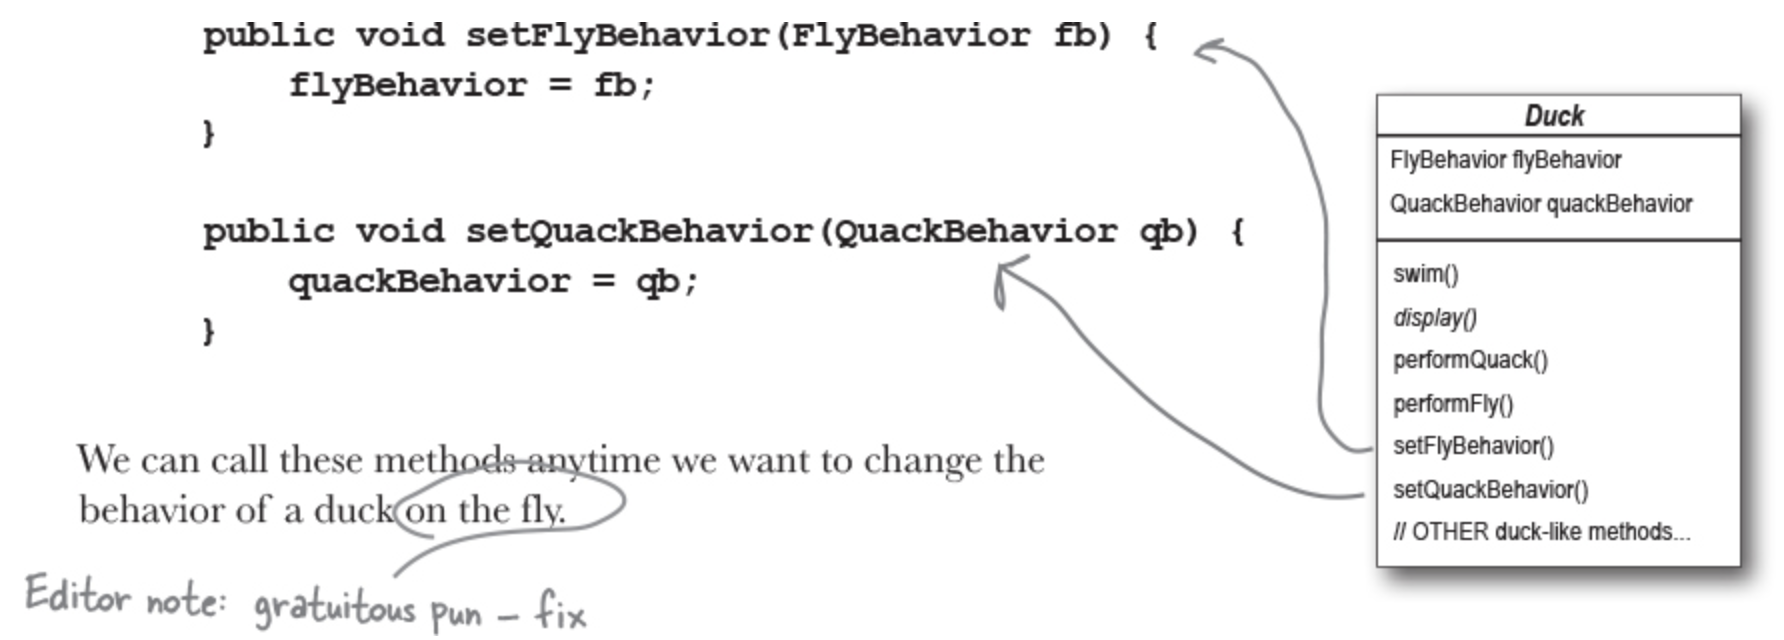 public void setFlyBehavior(FlyBehavior fb) {
flyBehavior = fb;
}
public void setQuackBehavior(QuackBehavior qb) {
quackBehavior = qb;
}
We can call these methods anytime we want to change the
behavior of a duck on the fly.
Editor note: gratuitous pun – fix
Duck
FlyBehavior flyBehavior
QuackBehavior quackBehavior
swim()
display()
performQuack()
performFly()
setFlyBehavior()
setQuackBehavior()
// OTHER duck-like methods...